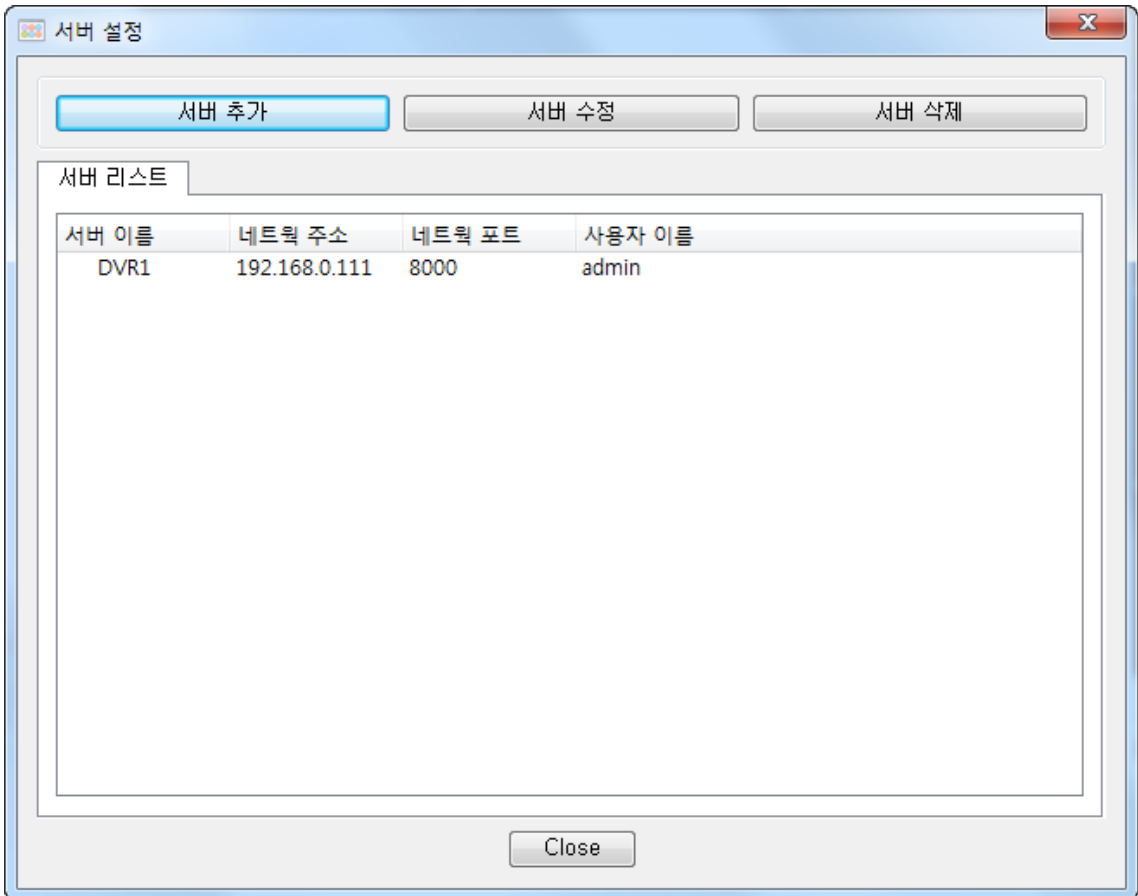 서버 설정
서버 추가 서버 수정 서버 삭제
서버 리스트
서버 이름 네트웍 주소 네트웍 포트 사용자 이름
DVR1 192.168.0.111 8000 admin
Close